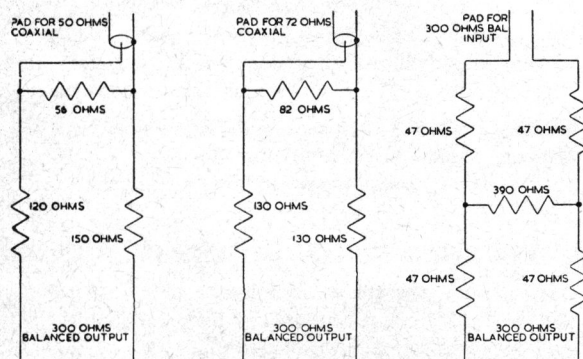 PAD FOR 50 OHMS
COAXIAL
56 OHMS
120 OHMS
150 OHMS
300 OHMS
BALANCED OUTPUT
PAD FOR 72 OHMS
COAXIAL
82 OHMS
130 OHMS
130 OHMS
300 OHMS
BALANCED OUTPUT
PAD FOR
300 OHMS BAL
INPUT
47 OHMS
47 OHMS
390 OHMS
47 OHMS
47 OHMS
300 OHMS
BALANCED OUTPUT